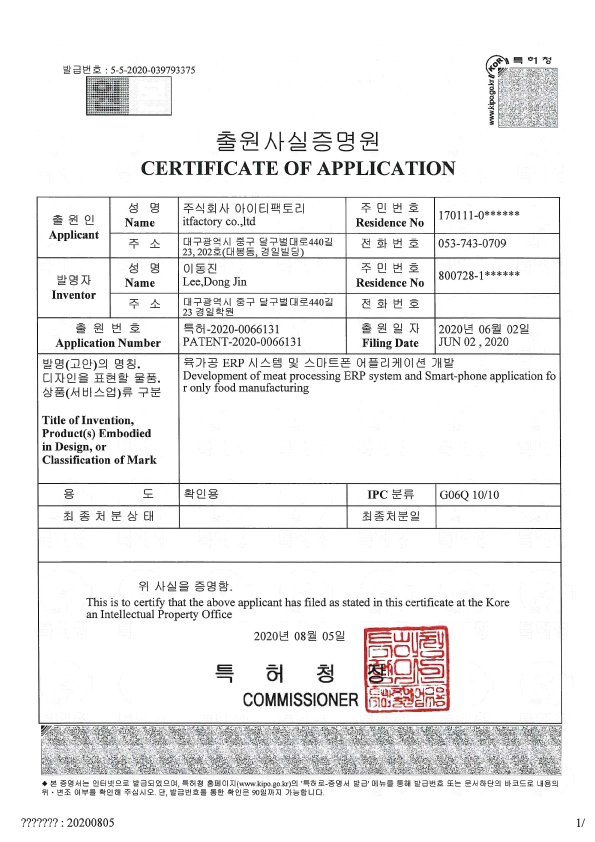 발급번호 : 5-5-2020-039793375
KOR
특허청
www.kipo.go.kr
출원사실증명원
CERTIFICATE OF APPLICATION
출 원 인
Applicant
성 명
Name
주식회사 아이티팩토리
itfactory co.,ltd
주 민 번 호
Residence No
170111-0******
주 소
대구광역시 중구 달구벌대로440길
23, 202호(대봉동, 경일빌딩)
전 화 번 호
053-743-0709
발명자
Inventor
성 명
Name
이동진
Lee,Dong Jin
주 민 번 호
Residence No
800728-1******
주 소
대구광역시 중구 달구벌대로440길
23 경일학원
전 화 번 호
출 원 번 호
Application Number
특허-2020-0066131
PATENT-2020-0066131
출 원 일 자
Filing Date
2020년 06월 02일
JUN 02 , 2020
발명(고안)의 명칭.
디자인을 표현할 물품.
상품(서비스업)류 구분
Title of Invention,
Product(s) Embodied
in Design, or
Classification of Mark
육가공 ERP 시스템 및 스마트폰 어플리케이션 개발
Development of meat processing ERP system and Smart-phone application fo
r only food manufacturing
용 도
확인용
IPC 분류
G06Q 10/10
최 종 처 분 상 태
최종처분일
위 사실을 증명함.
This is to certify that the above applicant has filed as stated in this certificate at the Kore
an Intellectual Property Office
2020년 08월 05일
특 허 청 장
COMMISSIONER
◆ 본 증명서는 인터넷으로 발급되었으며, 특허청 홈페이지(www.kipo.go.kr)의 '특허로-증명서 발급' 메뉴를 통해 발급번호 또는 문서하단의 바코드로 내용의
위·변조 여부를 확인해 주십시오. 단, 발급번호를 통한 확인은 90일까지 가능합니다.
??????? : 20200805
1/